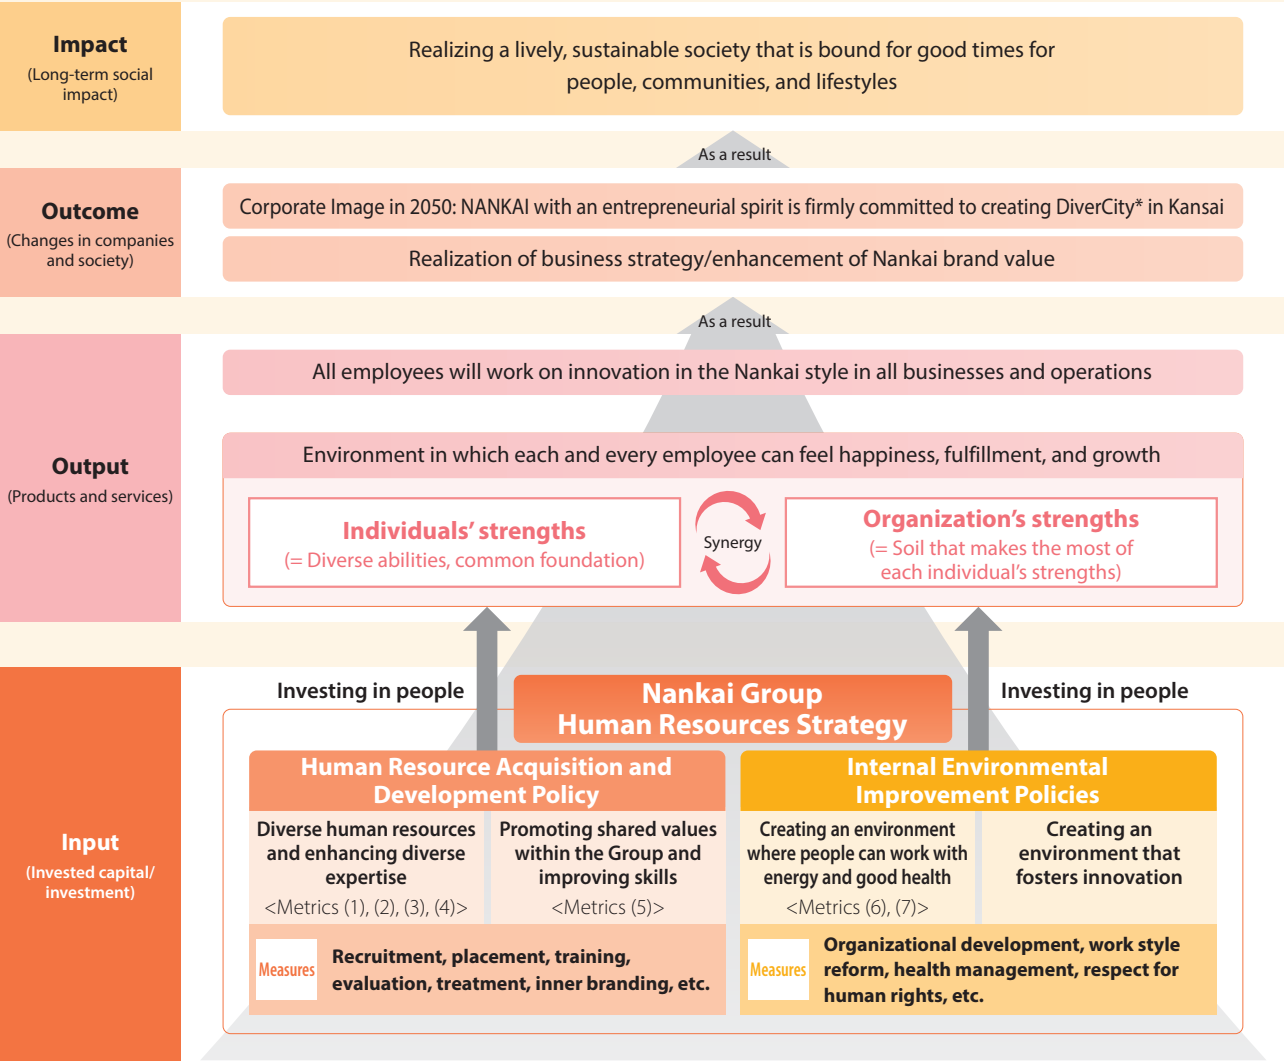 Impact
(Long-term social
impact)
Realizing a lively, sustainable society that is bound for good times for
people, communities, and lifestyles
As a result
Outcome
(Changes in companies
and society)
Corporate Image in 2050: NANKAI with an entrepreneurial spirit is firmly committed to creating DiverCity* in Kansai
Realization of business strategy/enhancement of Nankai brand value
As a result
Output
(Products and services)
All employees will work on innovation in the Nankai style in all businesses and operations
Environment in which each and every employee can feel happiness, fulfillment, and growth
Individuals' strengths
(= Diverse abilities, common foundation)
Synergy
Organization's strengths
(= Soil that makes the most of
each individual's strengths)
Input
(Invested capital/
investment)
Investing in people
Nankai Group
Human Resources Strategy
Investing in people
Human Resource Acquisition and
Development Policy
Diverse human resources
and enhancing diverse
expertise
<Metrics (1), (2), (3), (4)>
Promoting shared values
within the Group and
improving skills
<Metrics (5)>
Measures
Recruitment, placement, training,
evaluation, treatment, inner branding, etc.
Internal Environmental
Improvement Policies
Creating an environment
where people can work with
energy and good health
<Metrics (6), (7)>
Creating an
environment that
fosters innovation
Measures
Organizational development, work style
reform, health management, respect for
human rights, etc.